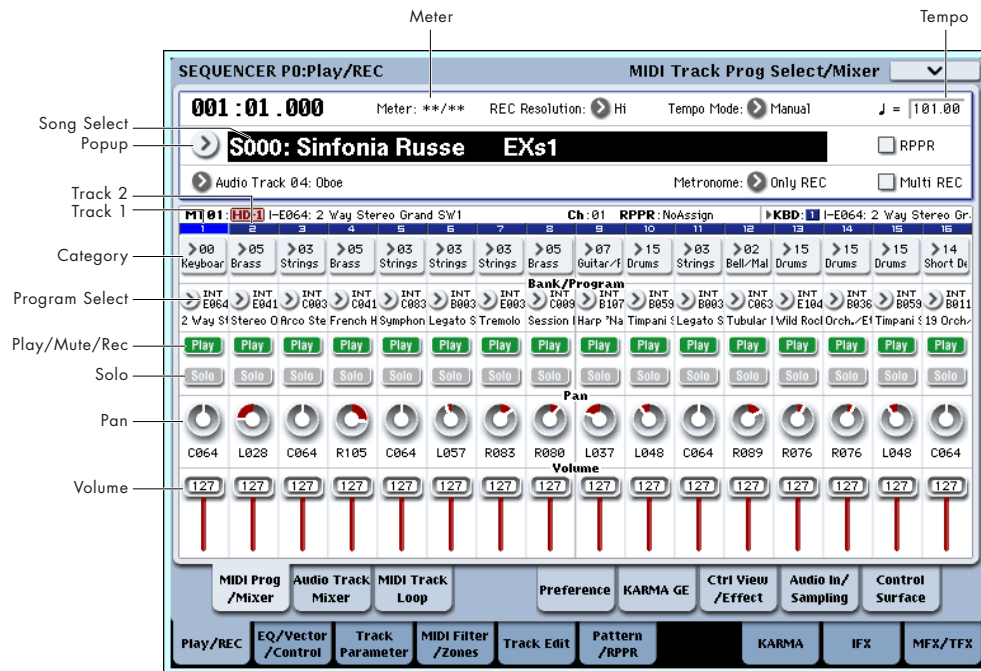 Meter
Tempo
SEQUENCER P0:Play/REC MIDI Track Prog Select/Mixer
001:01.000 Meter: **/** REC Resolution: Hi Tempo Mode: Manual ♩ = 101.00
Song Select
Popup
S000: Sinfonia Russe EXs1
RPPR
Audio Track 04: Oboe Metronome: Only REC Multi REC
Track 2
Track 1
MT 01: HD-1 I-E064: 2 Way Stereo Grand SW1 Ch:01 RPPR:NoAssign KBD: 1 I-E064: 2 Way Stereo Gr
1 2 3 4 5 6 7 8 9 10 11 12 13 14 15 16
Category
00 05 03 05 03 03 03 05 07 15 03 02 15 15 15 14
Keyboar Brass Strings Brass Strings Strings Strings Brass Guitar/F Drums Strings Bell/Mal Drums Drums Drums Short De
Bank/Program
Program Select
INT INT INT INT INT INT INT INT INT INT INT INT INT INT INT INT
E064 E041 C003 C041 C083 B003 E003 C009 B107 B059 B003 C063 E104 B036 B059 B011
2 Way St Stereo O Arco Ste French H Symphon Legato S Tremolo Session Harp 'Na Timpani S Legato S Tubular Wild Rocl Orch./Ef Timpani S 19 Orch
Play/Mute/Rec
Play Play Play Play Play Play Play Play Play Play Play Play Play Play Play Play
Solo
Solo Solo Solo Solo Solo Solo Solo Solo Solo Solo Solo Solo Solo Solo Solo Solo
Pan
Pan
C064 L028 C064 R105 C064 L057 R083 R080 L037 L048 C064 R089 R076 R076 L048 C064
Volume
Volume
127 127 127 127 127 127 127 127 127 127 127 127 127 127 127 127
MIDI Prog Audio Track MIDI Track Preference KARMA GE Ctrl View Audio In/ Control
/Mixer Mixer Loop /Effect Sampling Surface
Play/REC EQ/Vector Track MIDI Filter Track Edit Pattern KARMA IFX MFX/TFX
/Control Parameter /Zones /RPPR